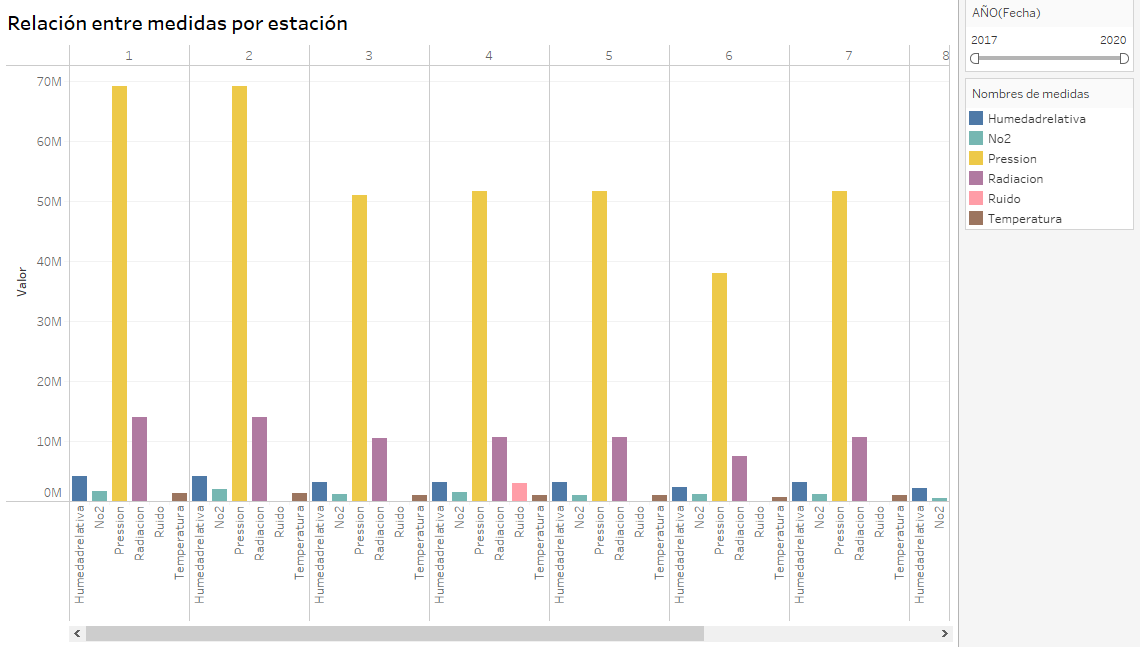 Relación entre medidas por estación
1 2 3 4 5 6 7 8
70M
60M
50M
40M
30M
20M
10M
0M
Valor
Humedadrelativa No2 Pression Radiacion Ruido Temperatura Humedadrelativa No2 Pression Radiacion Ruido Temperatura Humedadrelativa No2 Pression Radiacion Ruido Temperatura Humedadrelativa No2 Pression Radiacion Ruido Temperatura Humedadrelativa No2 Pression Radiacion Ruido Temperatura Humedadrelativa No2 Pression Radiacion Ruido Temperatura Humedadrelativa No2 Pression Radiacion Ruido Temperatura Humedadrelativa No2
AÑO(Fecha)
2017 2020
Nombres de medidas
Humedadrelativa
No2
Pression
Radiacion
Ruido
Temperatura